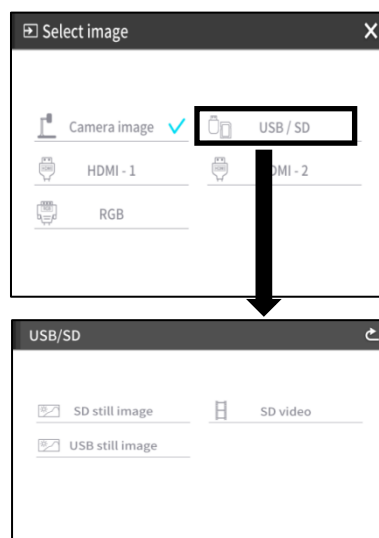 Select image
Camera image
USB / SD
HDMI - 1
DMI - 2
RGB
USB/SD
SD still image
SD video
USB still image